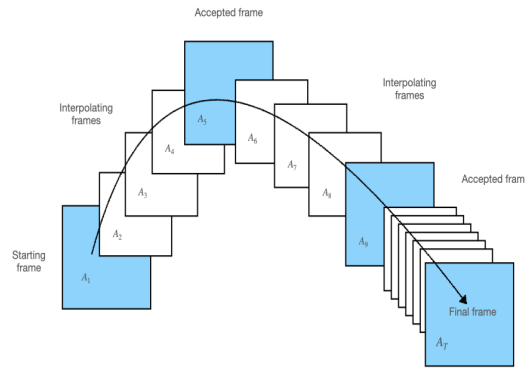 Accepted frame
Interpolating
frames
Interpolating
frames
A5
A4
A6
A7
A3
A8
Accepted fram
A2
A9
Starting
frame
A1
Final frame
AT